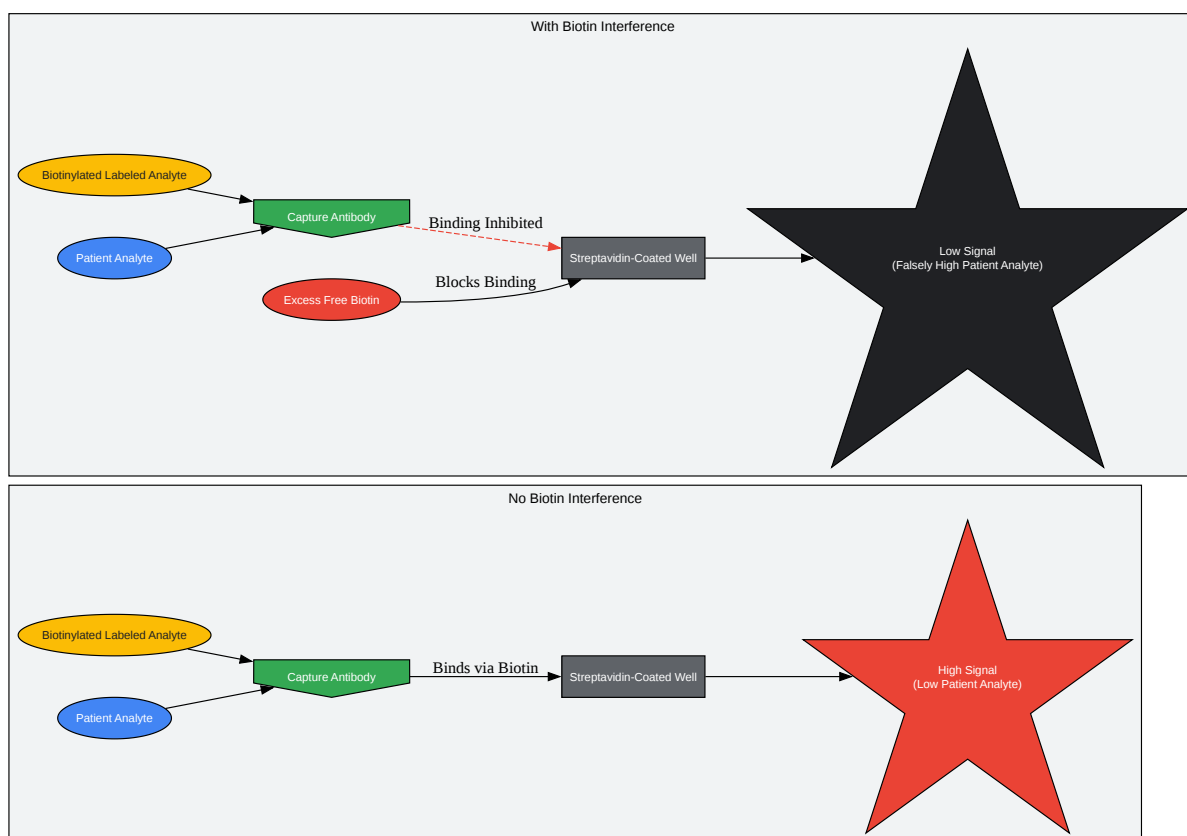 With Biotin Interference
Biotinylated Labeled Analyte
Patient Analyte
Capture Antibody
Excess Free Biotin
Binding Inhibited
Blocks Binding
Streptavidin-Coated Well
Low Signal
(Falsely High Patient Analyte)
No Biotin Interference
Biotinylated Labeled Analyte
Patient Analyte
Capture Antibody
Binds via Biotin
Streptavidin-Coated Well
High Signal
(Low Patient Analyte)